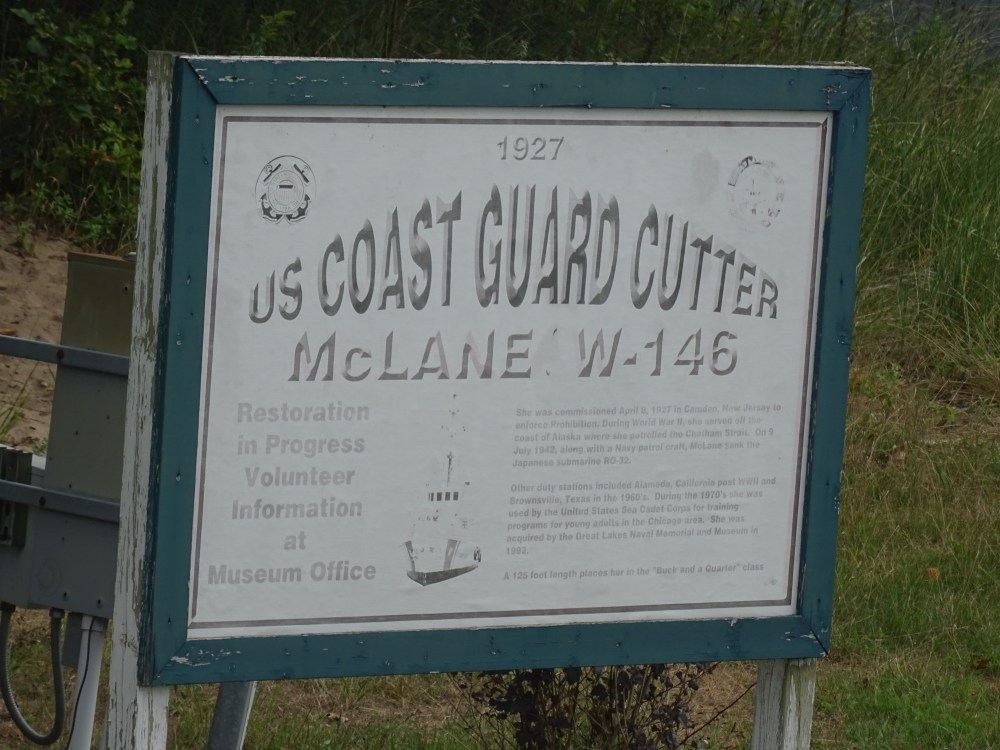 1927
US COAST GUARD CUTTER
McLANE W-146
Restoration
in Progress
Volunteer
Information
at
Museum Office
She was commissioned April 8, 1927 in Camden, New Jersey to
enforce Prohibition. During World War II she served off the
coast of Alaska where she patrolled the Chatham Strait. On 9
July 1942, along with a Navy patrol craft, McLane sank the
Japanese submarine RO-32.
Other duty stations included Alameda, California post WWII and
Brownsville, Texas in the 1960's. During the 1970's she was
used by the United States Sea Cadet Corps for training
programs for young adults in the Chicago area. She was
acquired by the Great Lakes Naval Memorial and Museum in
1993.
A 125 foot length places her in the "Buck and a Quarter" class